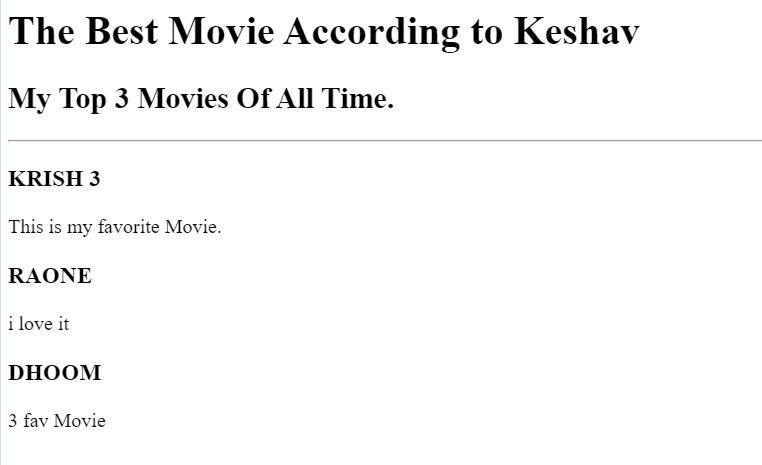 The Best Movie According to Keshav
My Top 3 Movies Of All Time.
KRISH 3
This is my favorite Movie.
RAONE
i love it
DHOOM
3 fav Movie